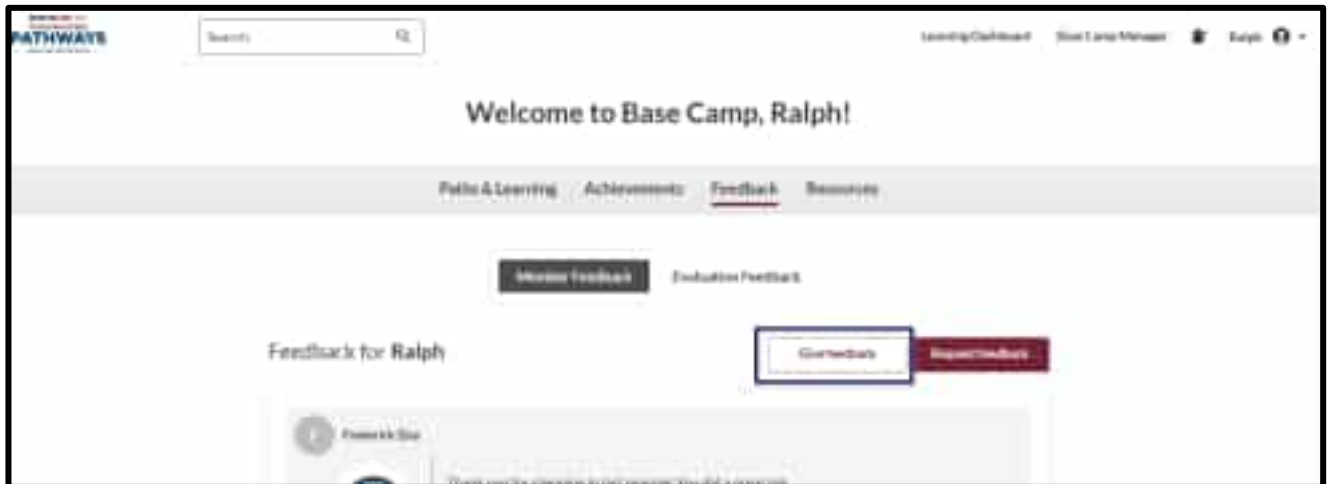 PATHWAYS
Search
Learning Dashboard Base Camp Manager Ralph
Welcome to Base Camp, Ralph!
Paths & Learning Achievements Feedback Resources
Member Feedback Evaluation Feedback
Feedback for Ralph
Give feedback Request feedback